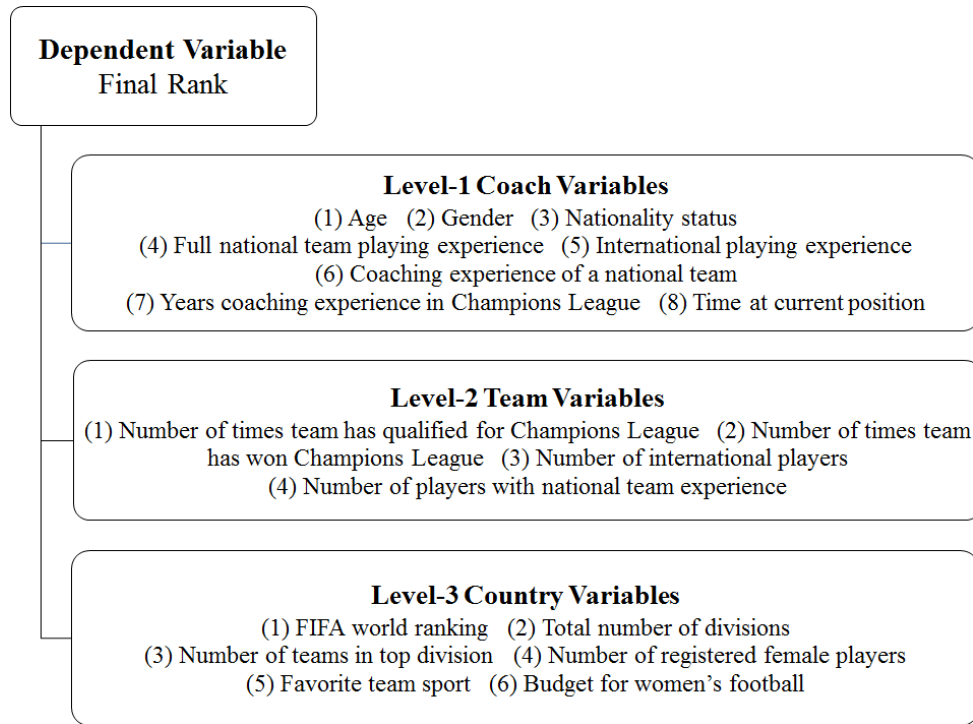 Dependent Variable
Final Rank
Level-1 Coach Variables
(1) Age (2) Gender (3) Nationality status
(4) Full national team playing experience (5) International playing experience
(6) Coaching experience of a national team
(7) Years coaching experience in Champions League (8) Time at current position
Level-2 Team Variables
(1) Number of times team has qualified for Champions League (2) Number of times team
has won Champions League (3) Number of international players
(4) Number of players with national team experience
Level-3 Country Variables
(1) FIFA world ranking (2) Total number of divisions
(3) Number of teams in top division (4) Number of registered female players
(5) Favorite team sport (6) Budget for women's football